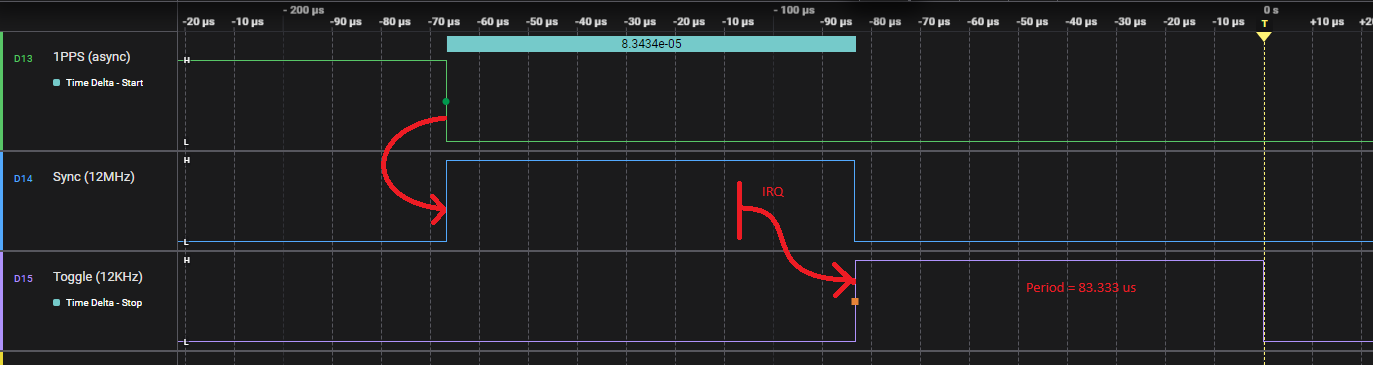 - 200 µs - 100 µs 0 s
-20 µs -10 µs -90 µs -80 µs -70 µs -60 µs -50 µs -40 µs -30 µs -20 µs -10 µs -90 µs -80 µs -70 µs -60 µs -50 µs -40 µs -30 µs -20 µs -10 µs T +10 µs +20
8.3434e-05
D13 1PPS (async) H
Time Delta - Start
L
D14 Sync (12MHz) H
IRQ
L
D15 Toggle (12KHz) H
Period = 83.333 us
Time Delta - Stop
L